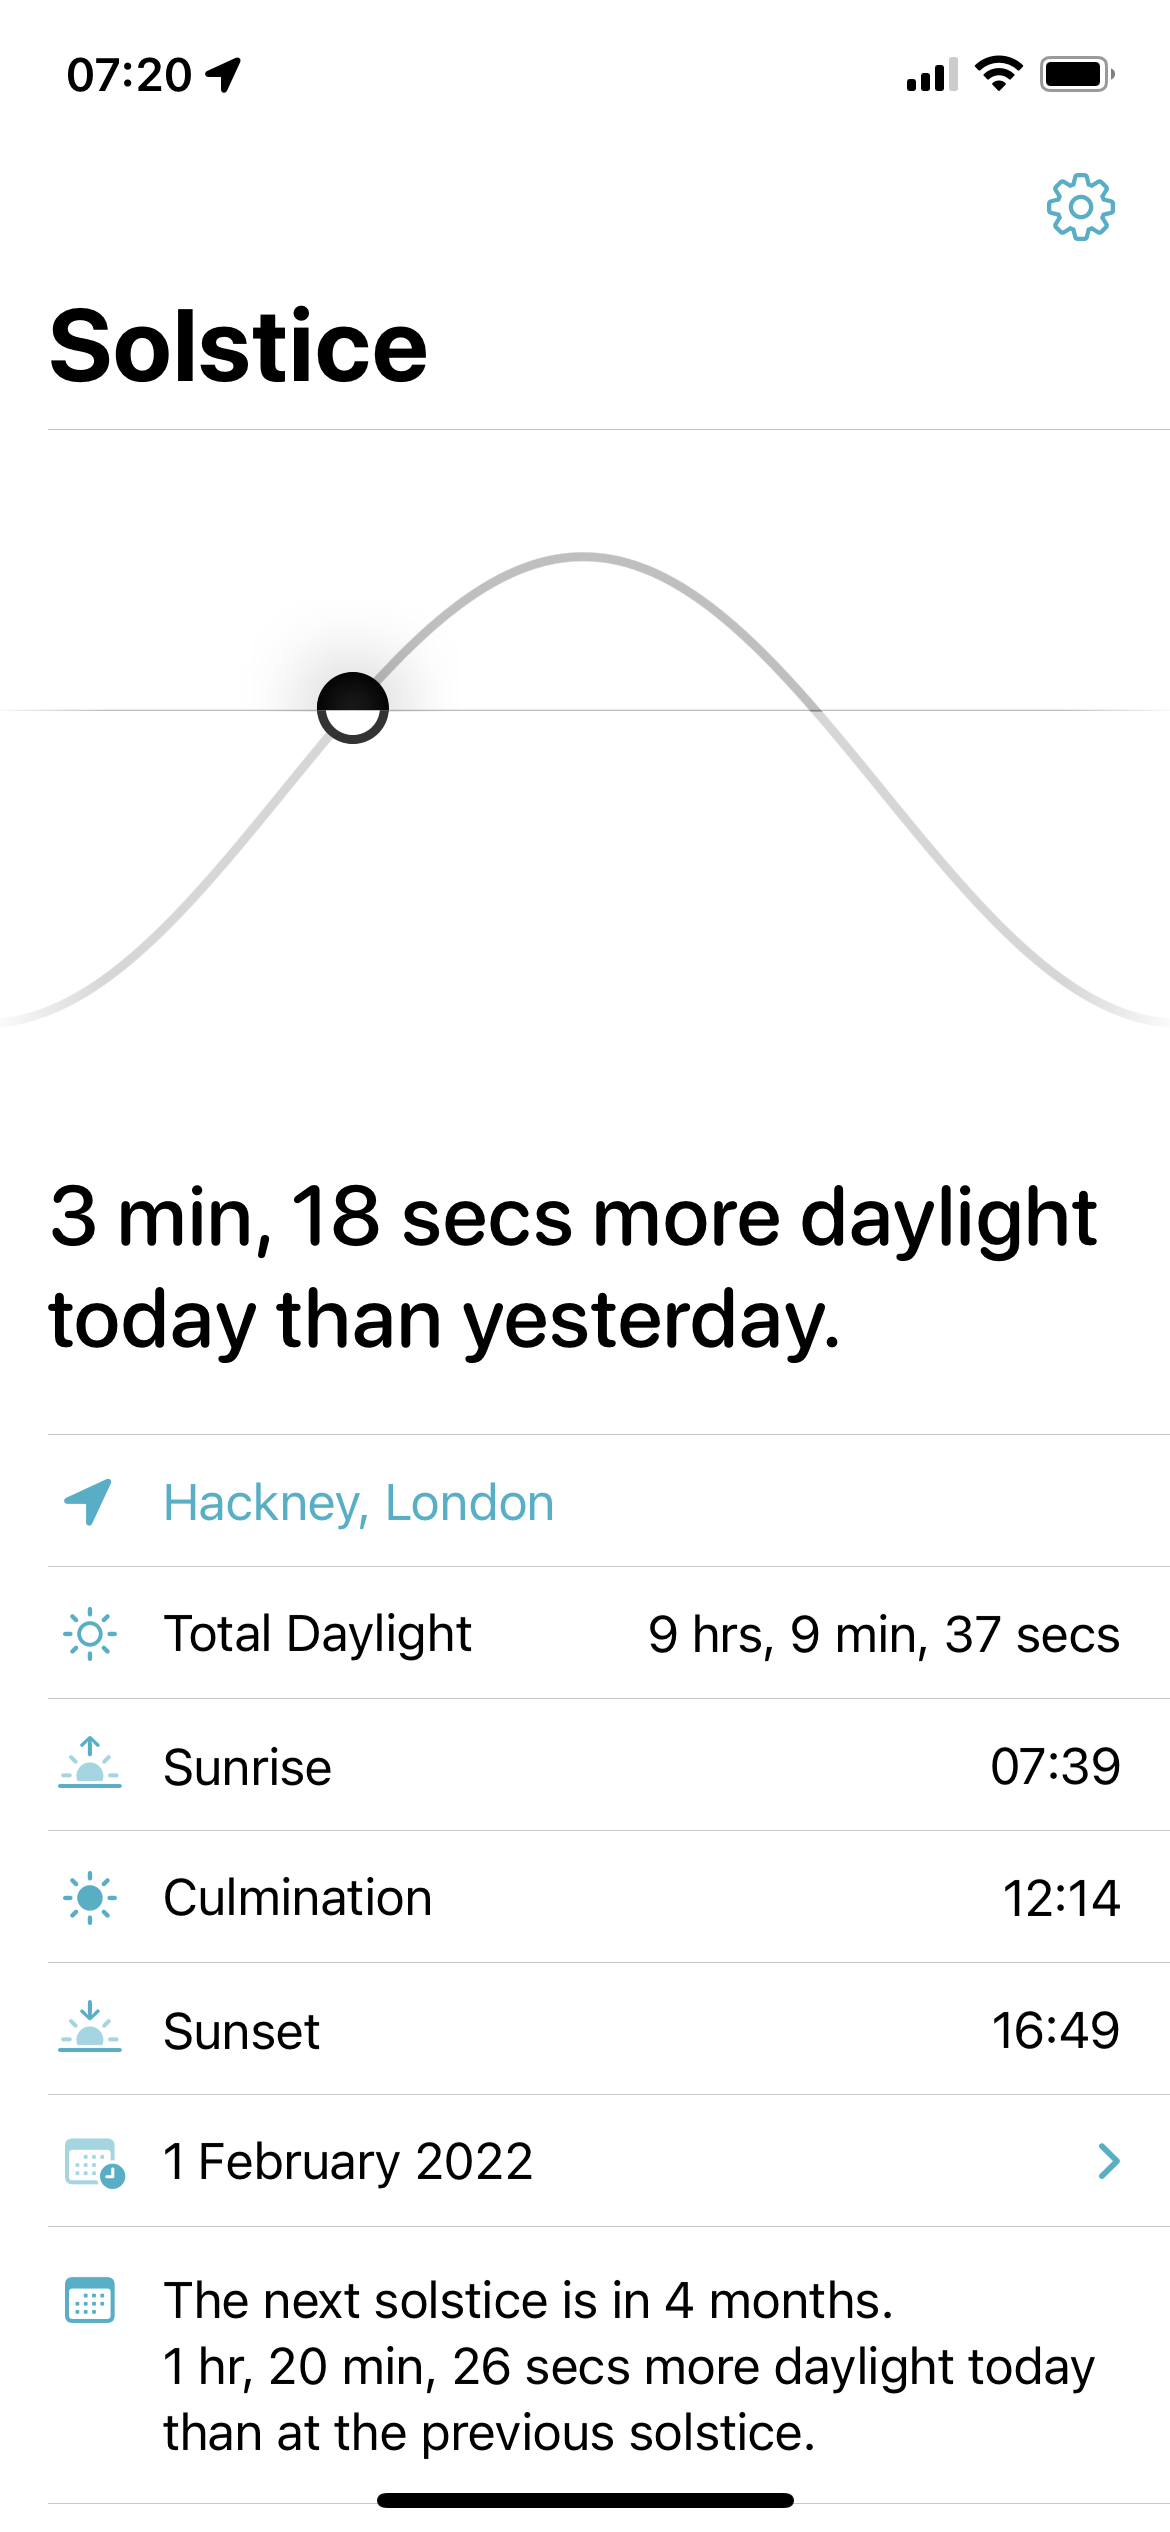 07:20
Solstice
3 min, 18 secs more daylight
today than yesterday.
Hackney, London
Total Daylight 9 hrs, 9 min, 37 secs
Sunrise 07:39
Culmination 12:14
Sunset 16:49
1 February 2022
The next solstice is in 4 months.
1 hr, 20 min, 26 secs more daylight today
than at the previous solstice.